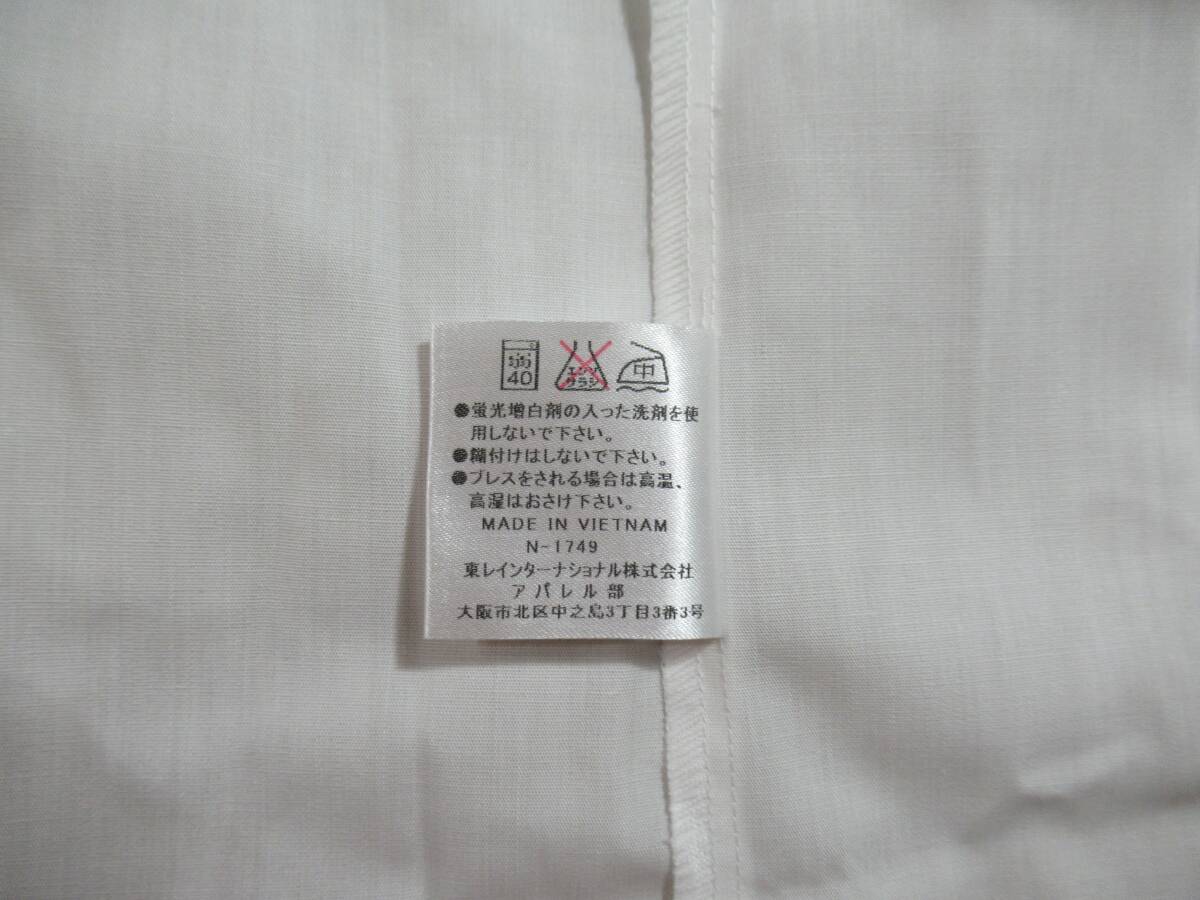 弱
40
エンソ
サラシ
中
●蛍光増白剤の入った洗剤を使
用しないで下さい。
●糊付けはしないで下さい。
●プレスをされる場合は高温、
高湿はおさけ下さい。
MADE IN VIETNAM
N-1749
東レインターナショナル株式会社
アパレル部
大阪市北区中之島3丁目3番3号